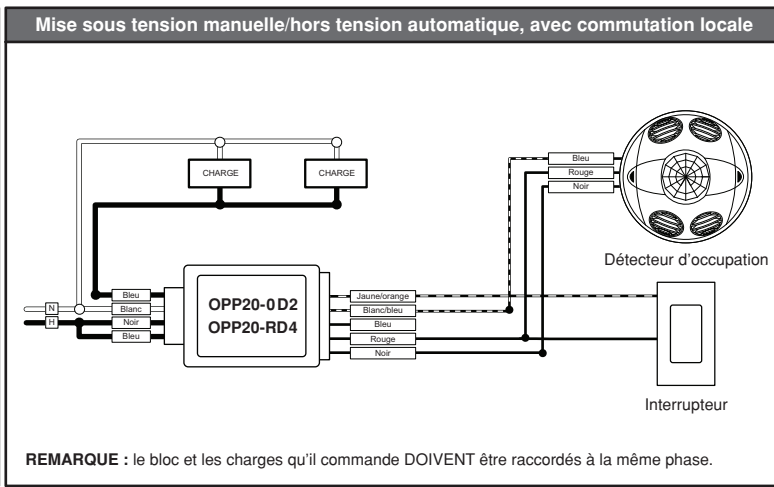 Mise sous tension manuelle/hors tension automatique, avec commutation locale
CHARGE
CHARGE
Bleu
Rouge
Noir
Détecteur d'occupation
N
H
Bleu
Blanc
Noir
Bleu
OPP20-0D2
OPP20-RD4
Jaune/orange
Blanc/bleu
Bleu
Rouge
Noir
Interrupteur
REMARQUE : le bloc et les charges qu'il commande DOIVENT être raccordés à la même phase.